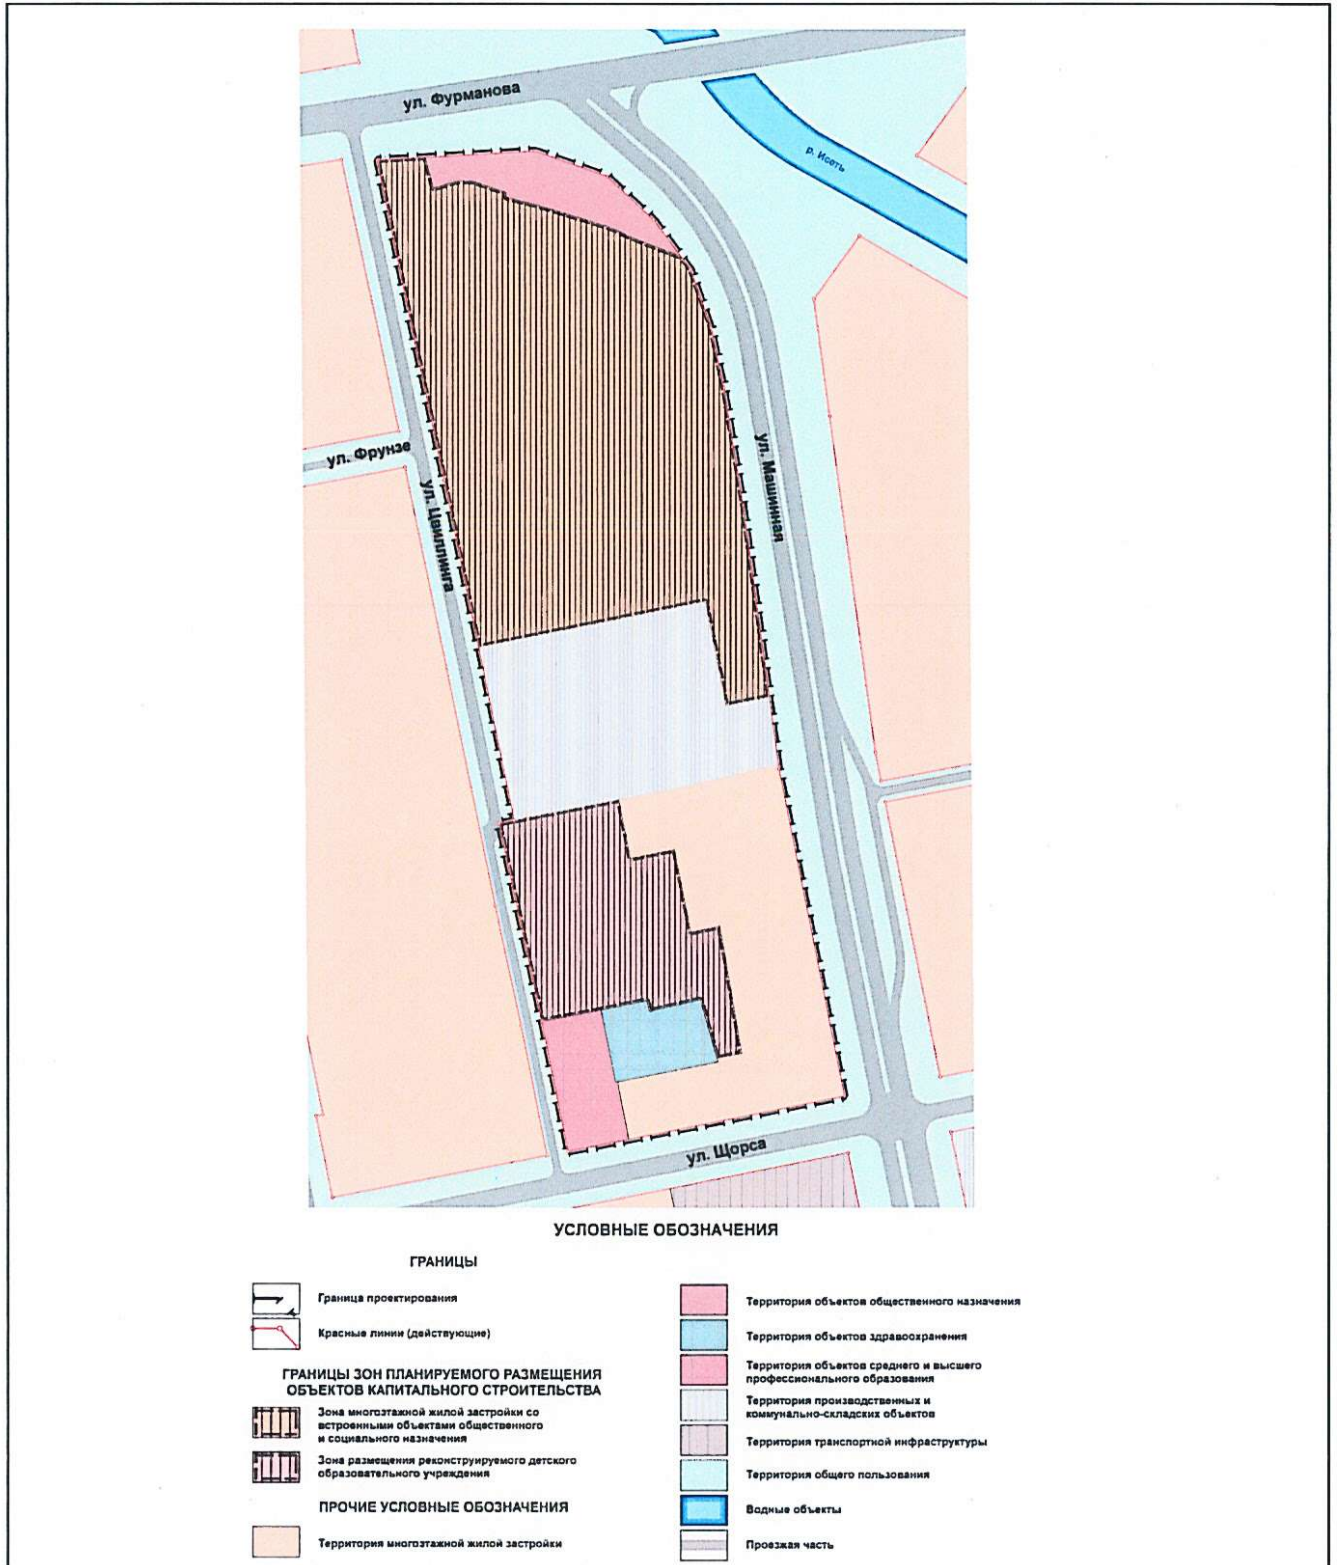 ул. Фурманова
р. Исеть
ул. Фрунзе
ул. Цвиллинга
ул. Машинная
ул. Щорса
УСЛОВНЫЕ ОБОЗНАЧЕНИЯ
ГРАНИЦЫ
Граница проектирования
Красные линии (действующие)
ГРАНИЦЫ ЗОН ПЛАНИРУЕМОГО РАЗМЕЩЕНИЯ
ОБЪЕКТОВ КАПИТАЛЬНОГО СТРОИТЕЛЬСТВА
Зона многоэтажной жилой застройки со
встроенными объектами общественного
и социального назначения
Зона размещения реконструируемого детского
образовательного учреждения
ПРОЧИЕ УСЛОВНЫЕ ОБОЗНАЧЕНИЯ
Территория многоэтажной жилой застройки
Территория объектов общественного назначения
Территория объектов здравоохранения
Территория объектов среднего и высшего
профессионального образования
Территория производственных и
коммунально-складских объектов
Территория транспортной инфраструктуры
Территория общего пользования
Водные объекты
Проезжая часть